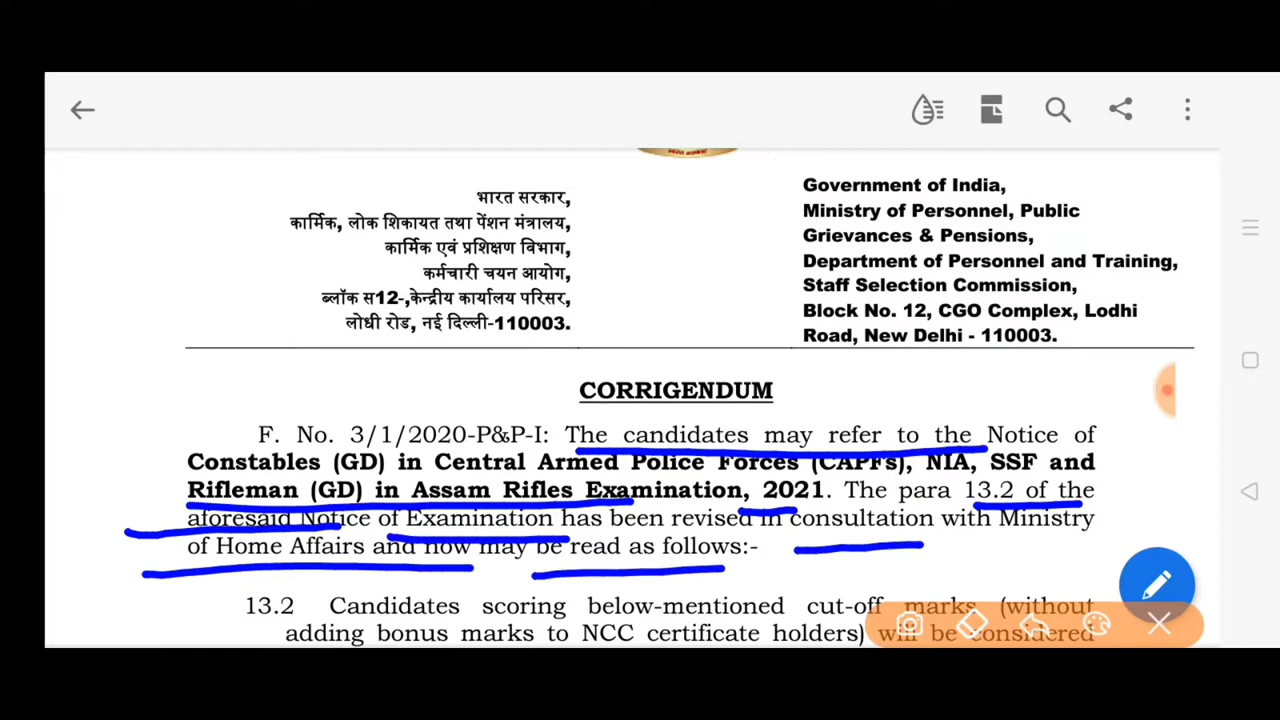 भारत सरकार,
कार्मिक, लोक शिकायत तथा पेंशन मंत्रालय,
कार्मिक एवं प्रशिक्षण विभाग,
कर्मचारी चयन आयोग,
ब्लॉक स12-,केन्द्रीय कार्यालय परिसर,
लोधी रोड, नई दिल्ली-110003.
Government of India,
Ministry of Personnel, Public
Grievances & Pensions,
Department of Personnel and Training,
Staff Selection Commission,
Block No. 12, CGO Complex, Lodhi
Road, New Delhi - 110003.
CORRIGENDUM
F. No. 3/1/2020-P&P-I: The candidates may refer to the Notice of
Constables (GD) in Central Armed Police Forces (CAPFs), NIA, SSF and
Rifleman (GD) in Assam Rifles Examination, 2021. The para 13.2 of the
aforesaid Notice of Examination has been revised in consultation with Ministry
of Home Affairs and now may be read as follows:-
13.2 Candidates scoring below-mentioned cut-off marks (without
adding bonus marks to NCC certificate holders) will be considered